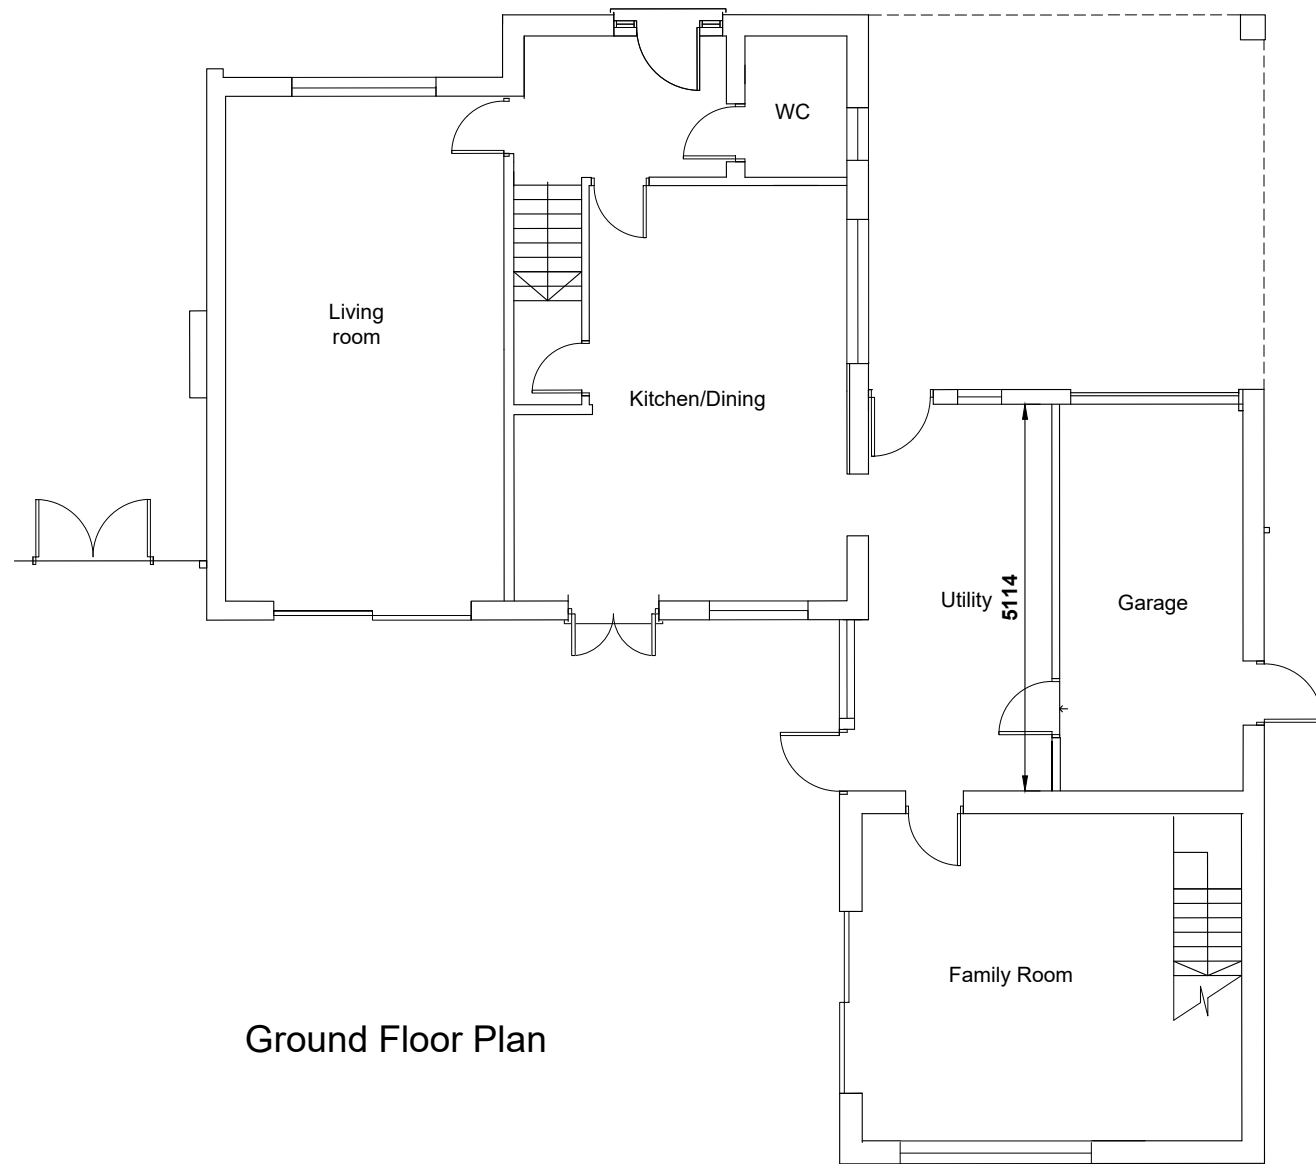 WC
Living
room
Kitchen/Dining
Utility
5114
Garage
Family Room
Ground Floor Plan